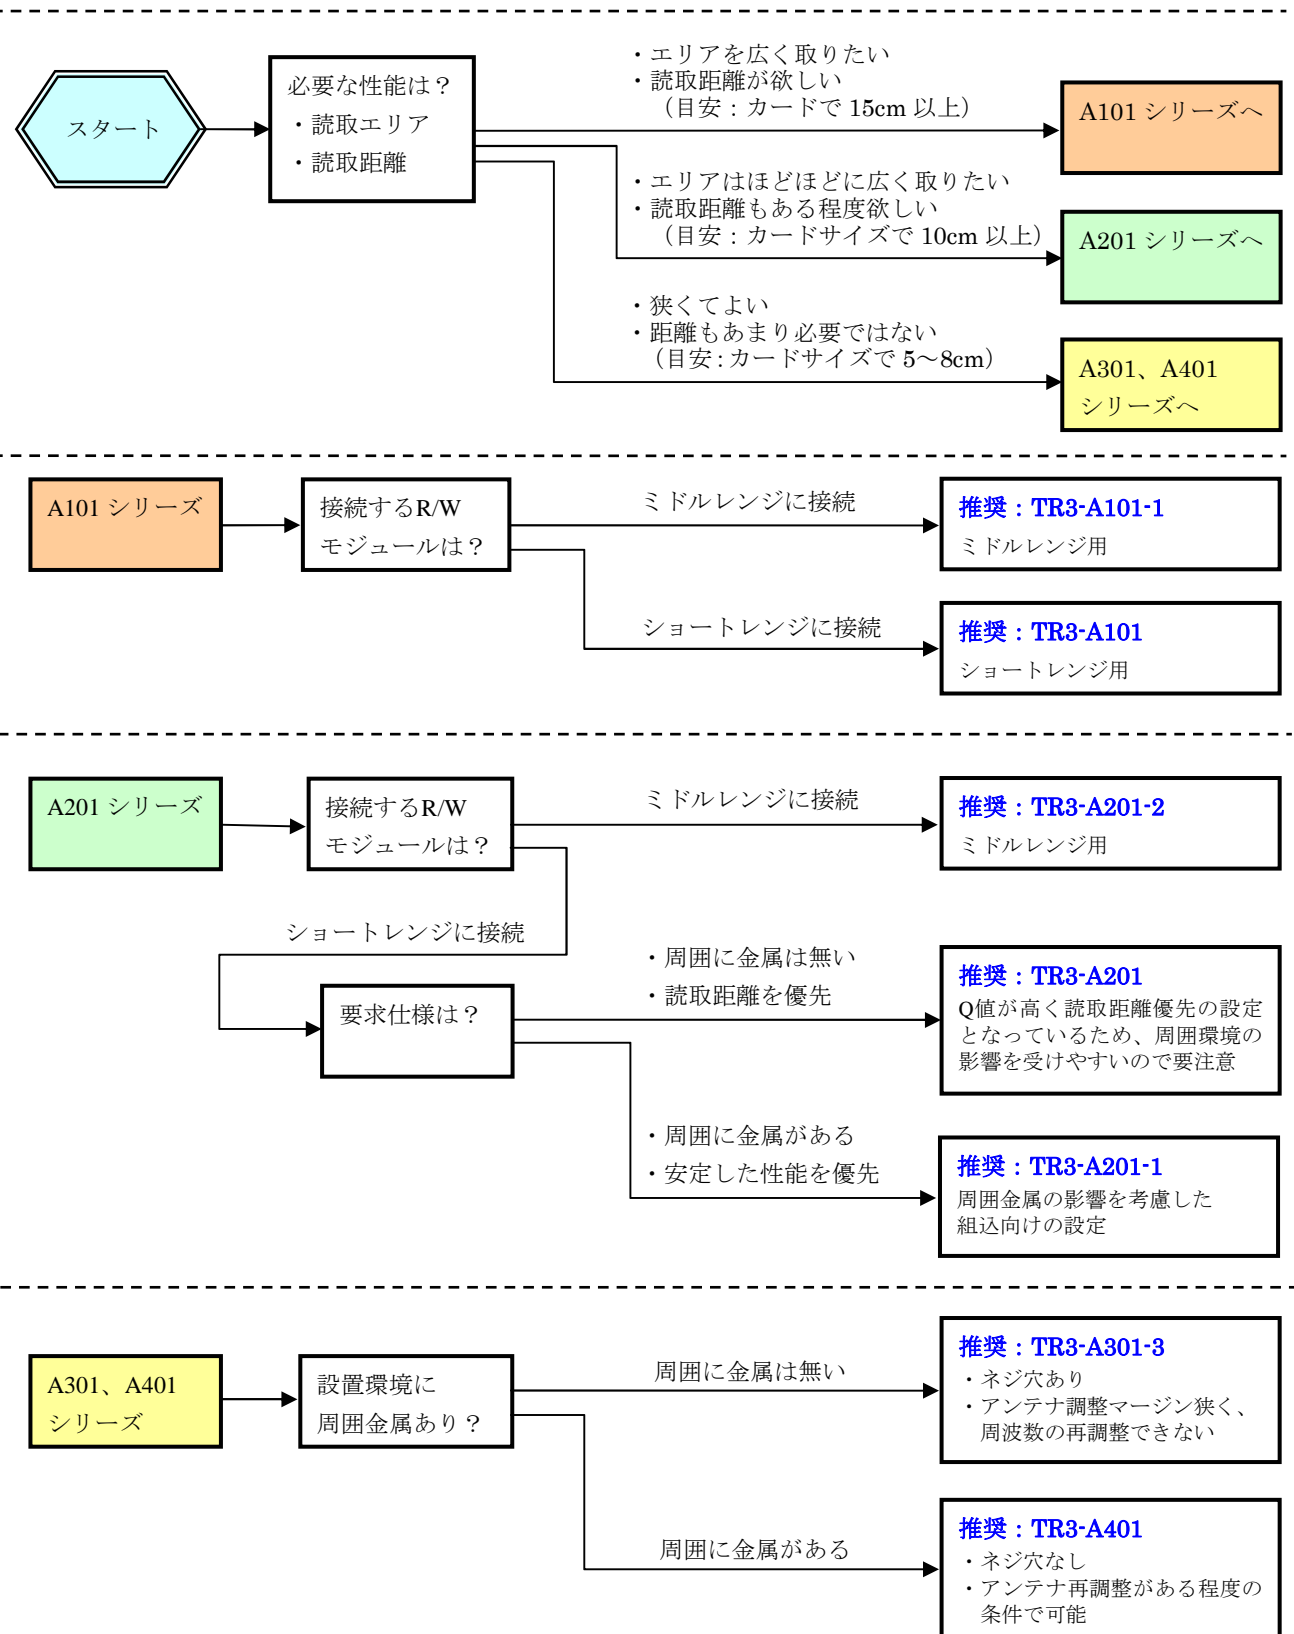 スタート
必要な性能は？
・読取エリア
・読取距離
・エリアを広く取りたい
・読取距離が欲しい
（目安：カードで 15cm 以上）
A101 シリーズへ
・エリアはほどほどに広く取りたい
・読取距離もある程度欲しい
（目安：カードサイズで 10cm 以上）
A201 シリーズへ
・狭くてよい
・距離もあまり必要ではない
（目安：カードサイズで 5～8cm）
A301、A401
シリーズへ
A101 シリーズ
接続するR/W
モジュールは？
ミドルレンジに接続
推奨：TR3-A101-1
ミドルレンジ用
ショートレンジに接続
推奨：TR3-A101
ショートレンジ用
A201 シリーズ
接続するR/W
モジュールは？
ミドルレンジに接続
推奨：TR3-A201-2
ミドルレンジ用
ショートレンジに接続
要求仕様は？
・周囲に金属は無い
・読取距離を優先
推奨：TR3-A201
Q値が高く読取距離優先の設定
となっているため、周囲環境の
影響を受けやすいので要注意
・周囲に金属がある
・安定した性能を優先
推奨：TR3-A201-1
周囲金属の影響を考慮した
組込向けの設定
A301、A401
シリーズ
設置環境に
周囲金属あり？
周囲に金属は無い
推奨：TR3-A301-3
・ネジ穴あり
・アンテナ調整マージン狭く、
周波数の再調整できない
周囲に金属がある
推奨：TR3-A401
・ネジ穴なし
・アンテナ再調整がある程度の
条件で可能